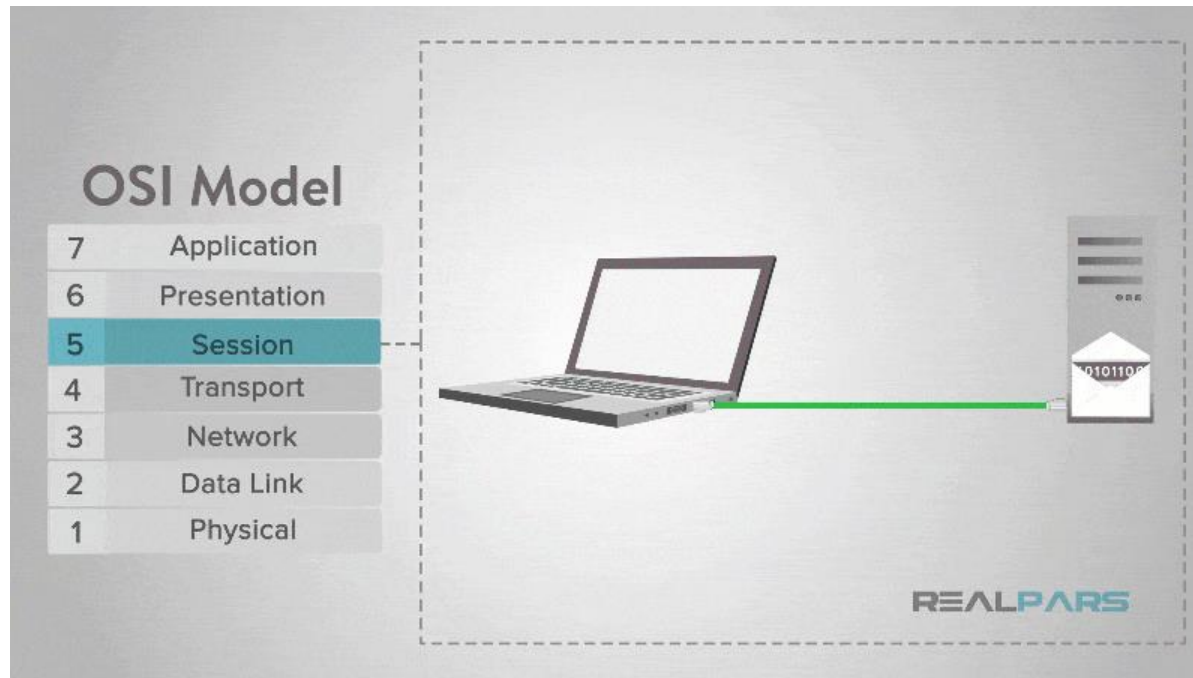 OSI Model
7 Application
6 Presentation
5 Session
4 Transport
3 Network
2 Data Link
1 Physical
REALPARS